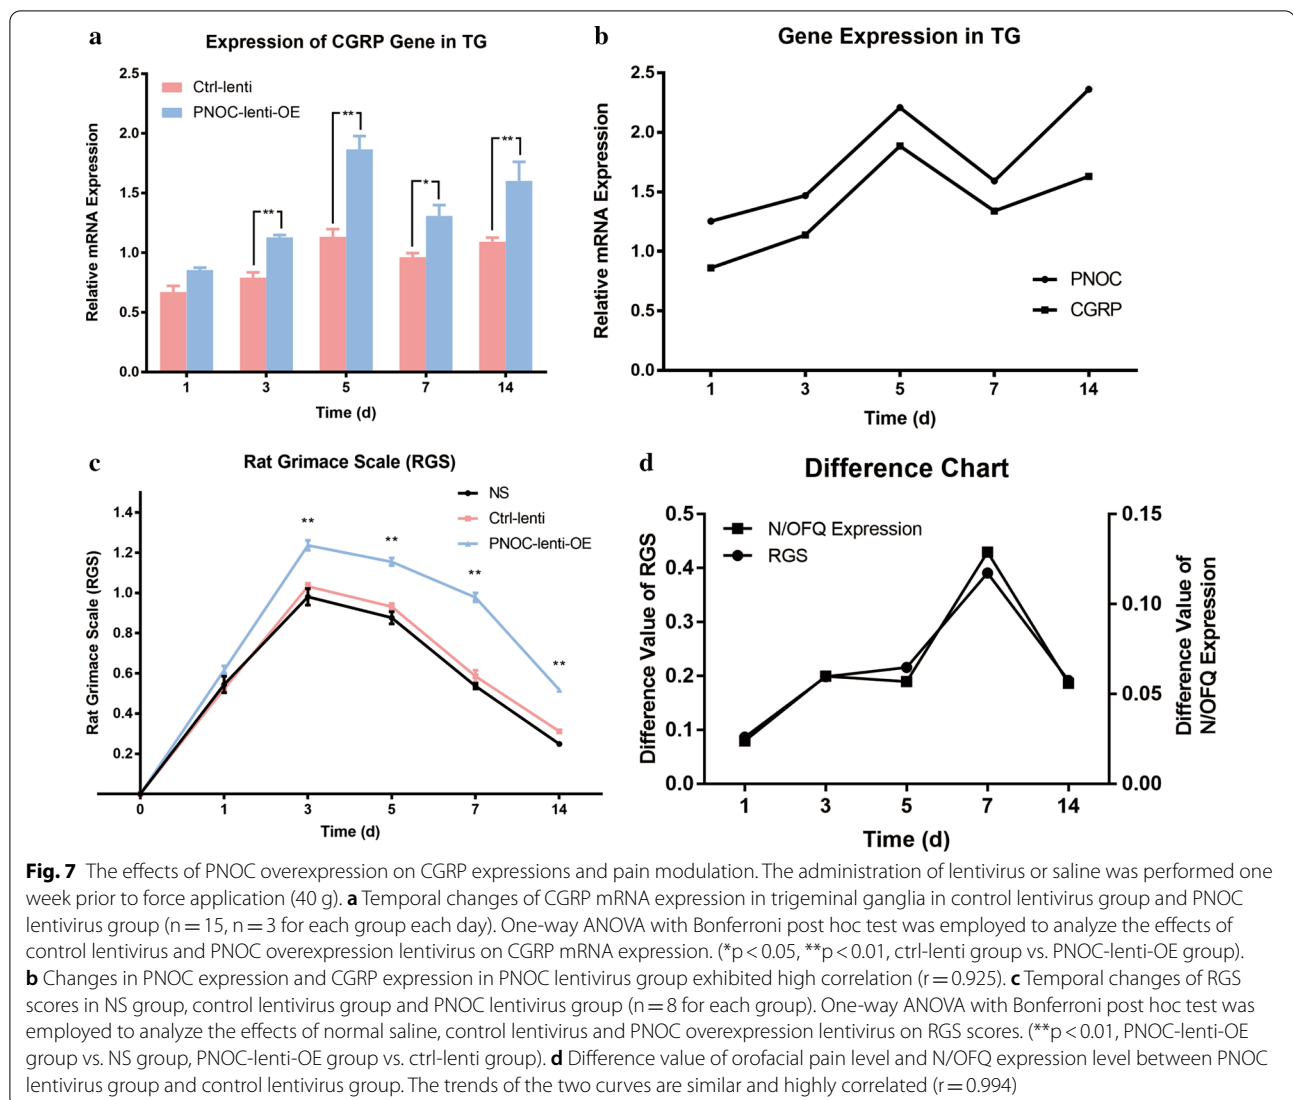 a
Expression of CGRP Gene in TG
Relative mRNA Expression
2.5
2.0
1.5
1.0
0.5
0.0
Ctrl-lenti
PNOC-lenti-OE
**
**
*
**
1 3 5 7 14
Time (d)
b
Gene Expression in TG
Relative mRNA Expression
2.5
2.0
1.5
1.0
0.5
0.0
PNOC
CGRP
1 3 5 7 14
Time (d)
c
Rat Grimace Scale (RGS)
Rat Grimace Scale (RGS)
1.4
1.2
1.0
0.8
0.6
0.4
0.2
NS
Ctrl-lenti
PNOC-lenti-OE
**
**
**
**
0 1 3 5 7 14
Time (d)
d
Difference Chart
Difference Value of RGS
0.5
0.4
0.3
0.2
0.1
0.0
N/OFQ Expression
RGS
0.15
0.10
0.05
0.00
Difference Value of
N/OFQ Expression
1 3 5 7 14
Time (d)
Fig. 7 The effects of PNOC overexpression on CGRP expressions and pain modulation. The administration of lentivirus or saline was performed one
week prior to force application (40 g). a Temporal changes of CGRP mRNA expression in trigeminal ganglia in control lentivirus group and PNOC
lentivirus group (n = 15, n = 3 for each group each day). One-way ANOVA with Bonferroni post hoc test was employed to analyze the effects of
control lentivirus and PNOC overexpression lentivirus on CGRP mRNA expression. (*p < 0.05, **p < 0.01, ctrl-lenti group vs. PNOC-lenti-OE group).
b Changes in PNOC expression and CGRP expression in PNOC lentivirus group exhibited high correlation (r = 0.925). c Temporal changes of RGS
scores in NS group, control lentivirus group and PNOC lentivirus group (n = 8 for each group). One-way ANOVA with Bonferroni post hoc test was
employed to analyze the effects of normal saline, control lentivirus and PNOC overexpression lentivirus on RGS scores. (**p < 0.01, PNOC-lenti-OE
group vs. NS group, PNOC-lenti-OE group vs. ctrl-lenti group). d Difference value of orofacial pain level and N/OFQ expression level between PNOC
lentivirus group and control lentivirus group. The trends of the two curves are similar and highly correlated (r = 0.994)